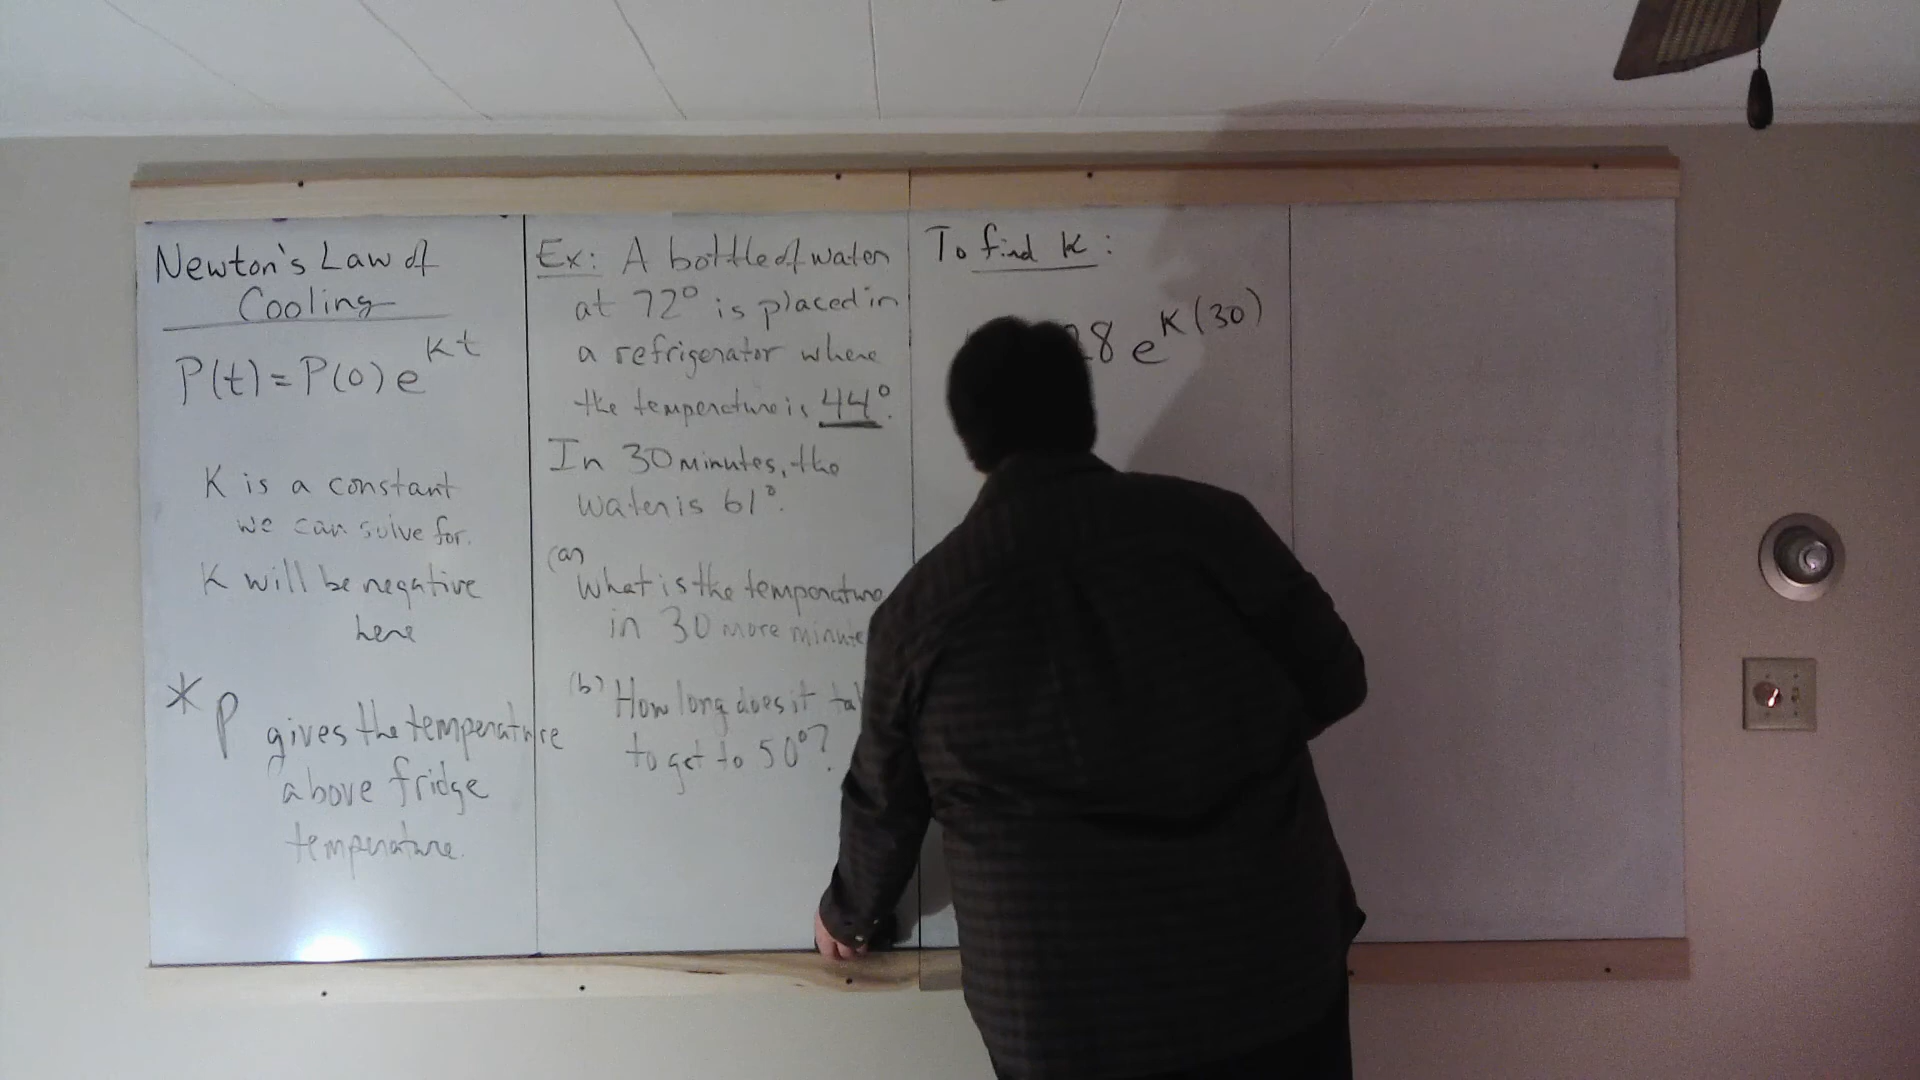 Newton's Law of
Cooling
P(t) = P(0) e^Kt
K is a constant
we can solve for.
K will be negative
here
* P gives the temperature
above fridge
temperature.
Ex: A bottle of water
at 72° is placed in
a refrigerator where
the temperature is 44°.
In 30 minutes, the
water is 61°.
(a)
What is the temperature
in 30 more minute
(b) How long does it ta
to get to 50°?
To find K:
8 e^K(30)